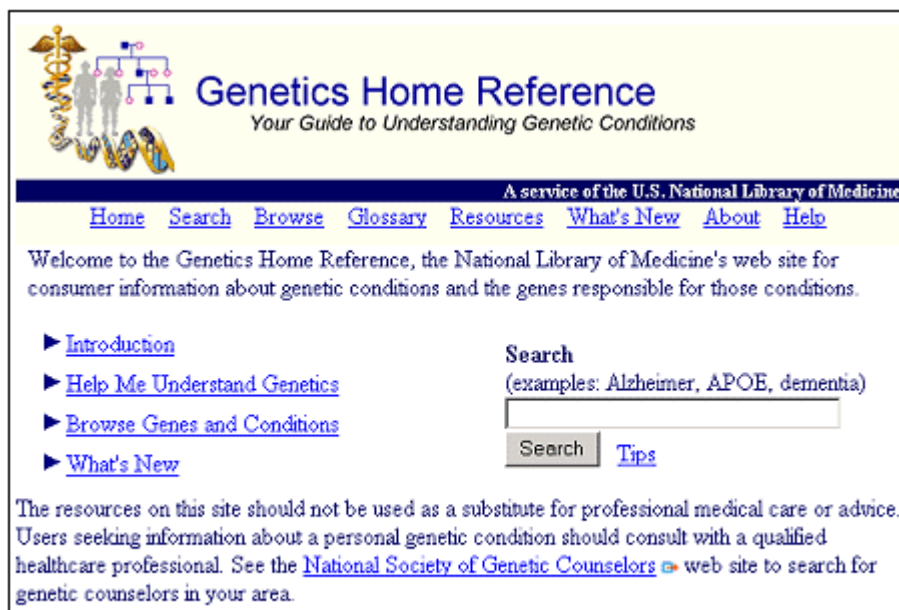 Genetics Home Reference
Your Guide to Understanding Genetic Conditions
A service of the U.S. National Library of Medicine
Home Search Browse Glossary Resources What's New About Help
Welcome to the Genetics Home Reference, the National Library of Medicine's web site for
consumer information about genetic conditions and the genes responsible for those conditions.
Introduction
Help Me Understand Genetics
Browse Genes and Conditions
What's New
Search
(examples: Alzheimer, APOE, dementia)
Search Tips
The resources on this site should not be used as a substitute for professional medical care or advice.
Users seeking information about a personal genetic condition should consult with a qualified
healthcare professional. See the National Society of Genetic Counselors web site to search for
genetic counselors in your area.